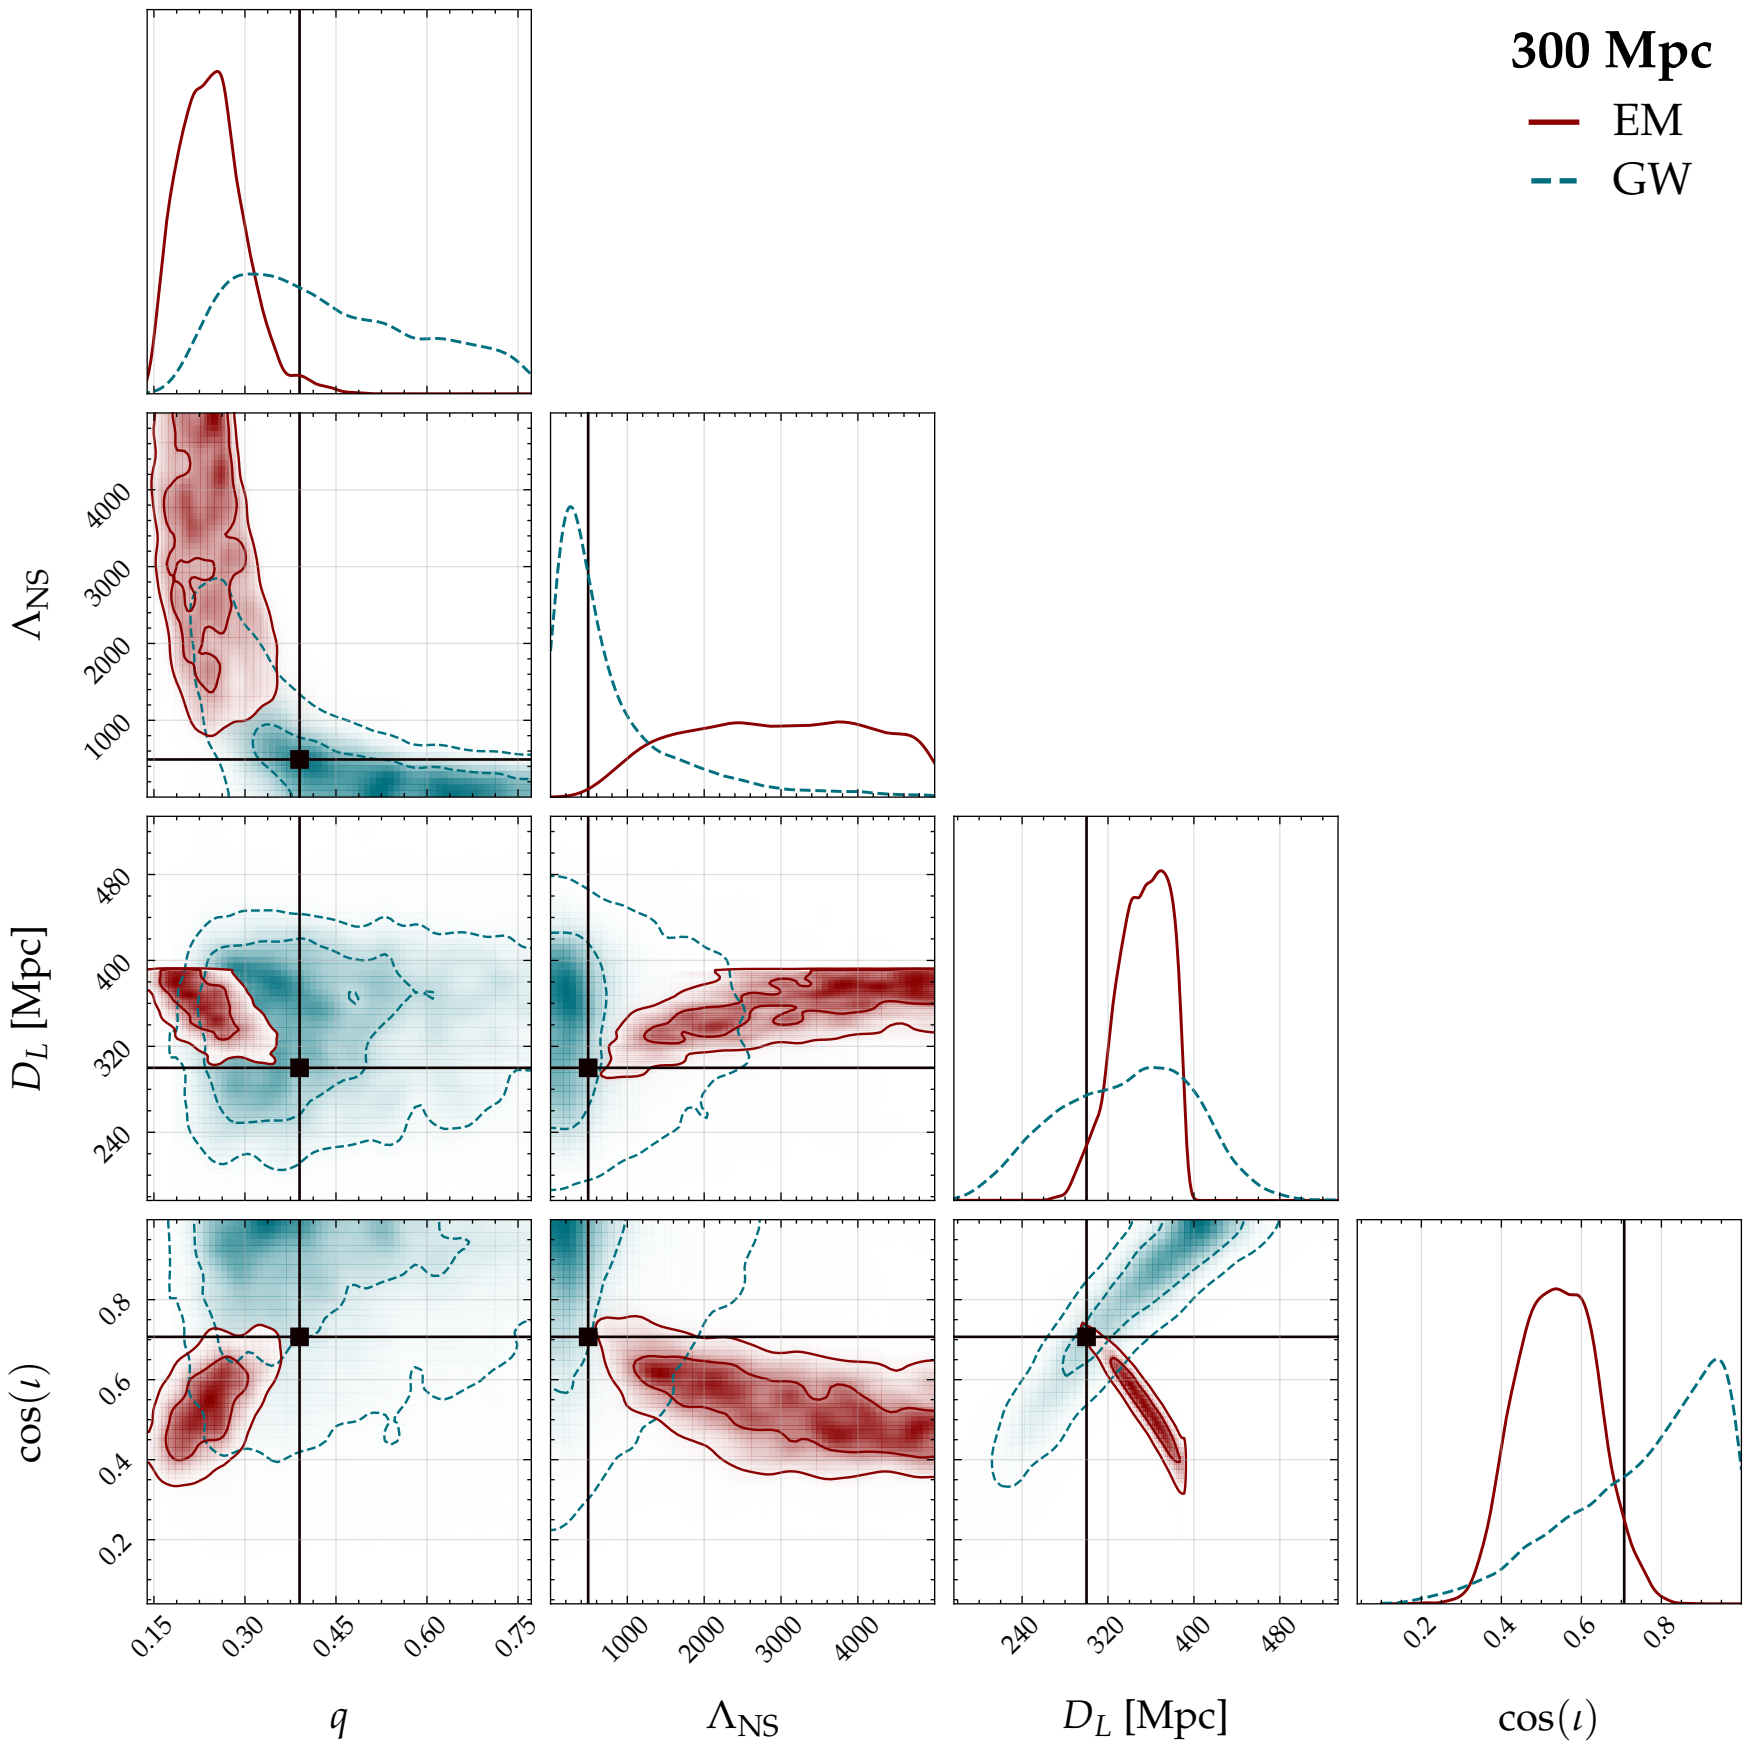 300 Mpc
EM
GW
Λ_NS
4000
3000
2000
1000
D_L [Mpc]
480
400
320
240
cos(ι)
0.8
0.6
0.4
0.2
0.15 0.30 0.45 0.60 0.75
1000 2000 3000 4000
240 320 400 480
0.2 0.4 0.6 0.8
q
Λ_NS
D_L [Mpc]
cos(ι)